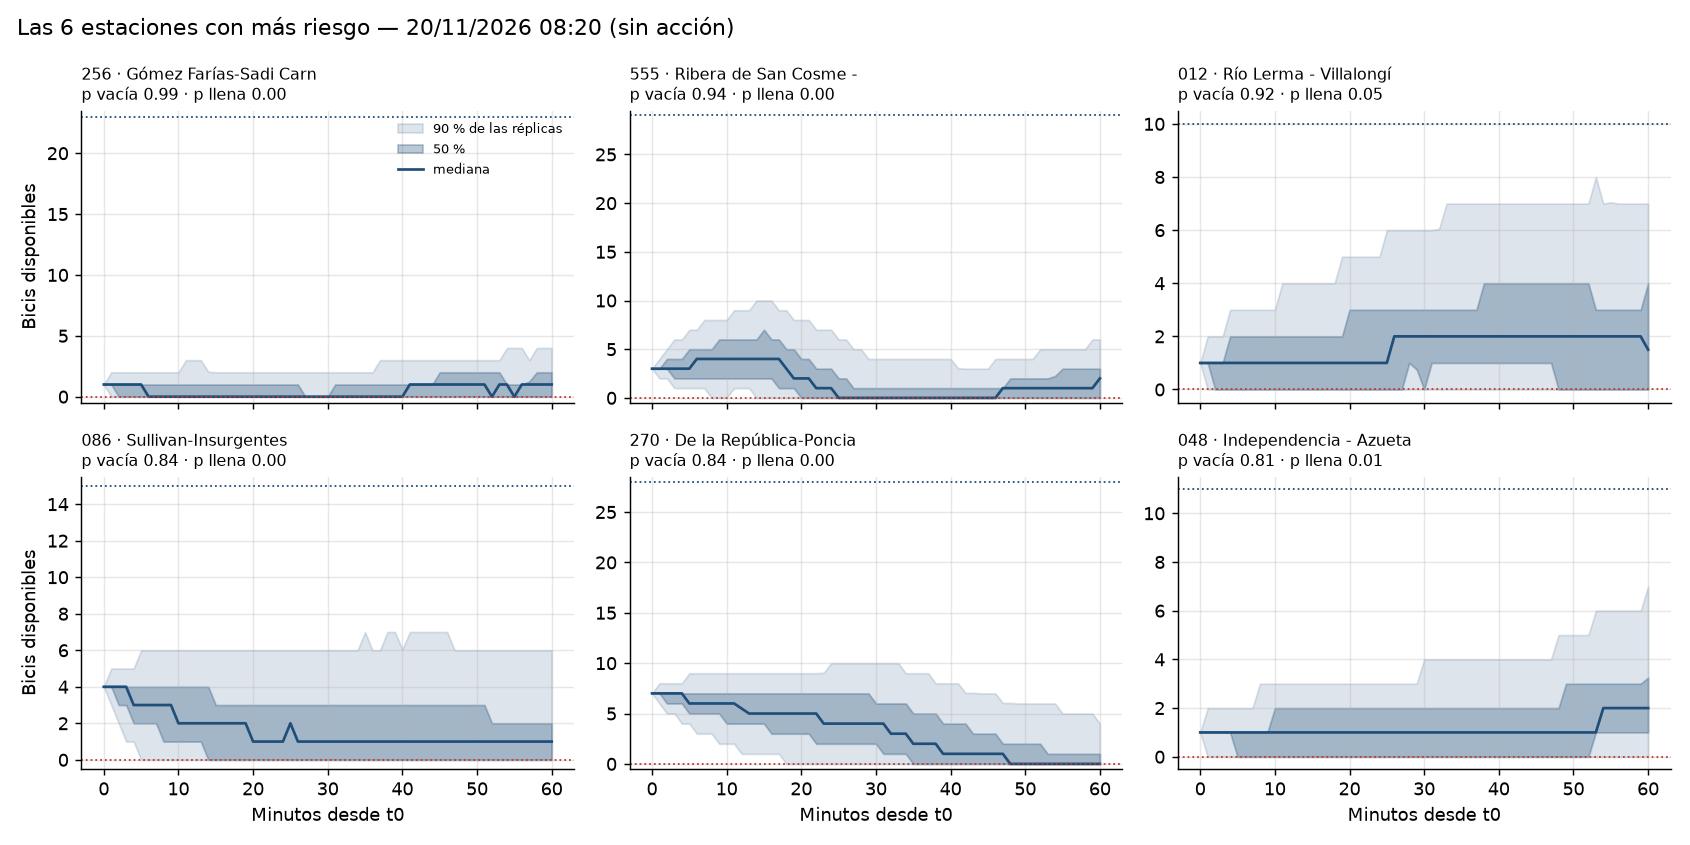 Las 6 estaciones con más riesgo — 20/11/2026 08:20 (sin acción)
256 · Gómez Farías-Sadi Carn
p vacía 0.99 · p llena 0.00
90 % de las réplicas
50 %
mediana
Bicis disponibles
20
15
10
5
0
555 · Ribera de San Cosme -
p vacía 0.94 · p llena 0.00
25
20
15
10
5
0
012 · Río Lerma - Villalongí
p vacía 0.92 · p llena 0.05
10
8
6
4
2
0
086 · Sullivan-Insurgentes
p vacía 0.84 · p llena 0.00
Bicis disponibles
14
12
10
8
6
4
2
0
0 10 20 30 40 50 60
Minutos desde t0
270 · De la República-Poncia
p vacía 0.84 · p llena 0.00
25
20
15
10
5
0
0 10 20 30 40 50 60
Minutos desde t0
048 · Independencia - Azueta
p vacía 0.81 · p llena 0.01
10
8
6
4
2
0
0 10 20 30 40 50 60
Minutos desde t0